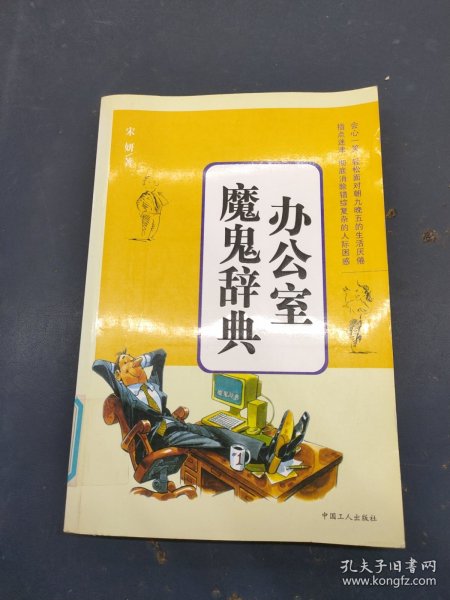 会心一笑 轻松面对朝九晚五的生活厌倦
指点迷津 彻底消除错综复杂的人际困惑
宋妍著
办公室
魔鬼辞典
魔鬼辞典
中国工人出版社
孔夫子旧书网
www.kongfz.com